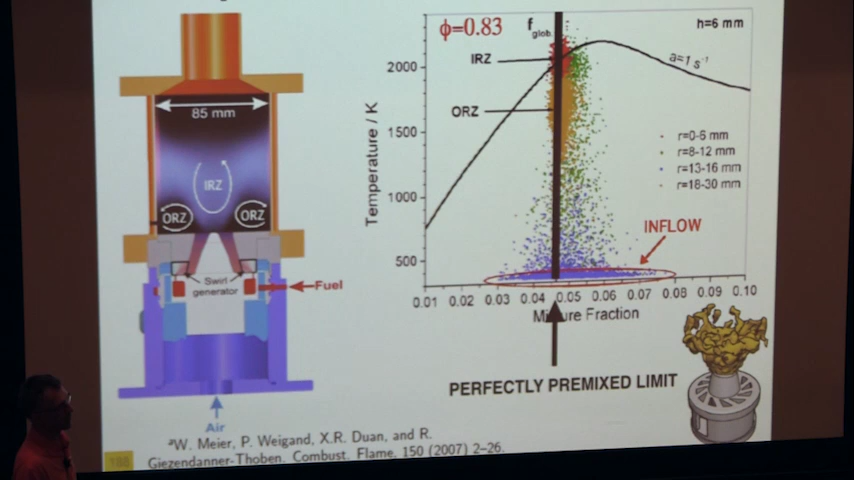 85 mm
IRZ
ORZ
ORZ
Swirl
generator
Fuel
Air
ϕ=0.83
f glob.
h=6 mm
IRZ
ORZ
a=1 s⁻¹
Temperature / K
2000
1500
1000
500
r=0-6 mm
r=8-12 mm
r=13-16 mm
r=18-30 mm
INFLOW
0.01 0.02 0.03 0.04 0.05 0.06 0.07 0.08 0.09 0.10
Mixture Fraction
PERFECTLY PREMIXED LIMIT
ᵃW. Meier, P. Weigand, X.R. Duan, and R.
Giezendanner-Thoben. Combust. Flame. 150 (2007) 2–26.